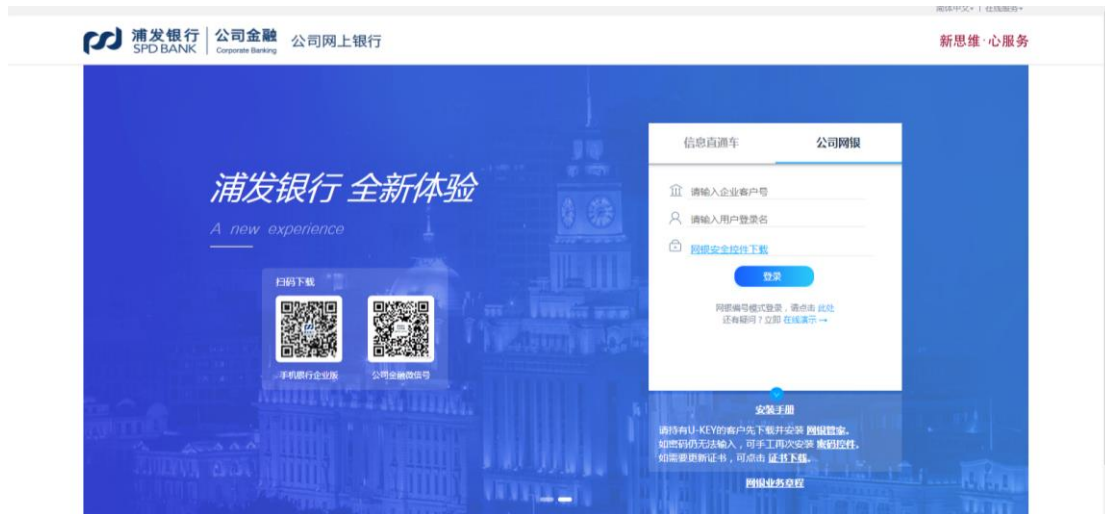 简体中文 | 在线服务
浦发银行 公司金融 公司网上银行
SPD BANK Corporate Banking
新思维·心服务
信息直通车 公司网银
浦发银行 全新体验
A new experience
请输入企业客户号
请输入用户登录名
网银安全控件下载
登录
扫码下载
手机银行企业版 公司金融微信号
网银编号模式登录，请点击 此处
还有疑问？立即 在线演示 →
安装手册
请持有U-KEY的客户先下载并安装 网银管家。
如密码仍无法输入，可手工再次安装 密码控件。
如需要更新证书，可点击 证书下载。
网银业务章程